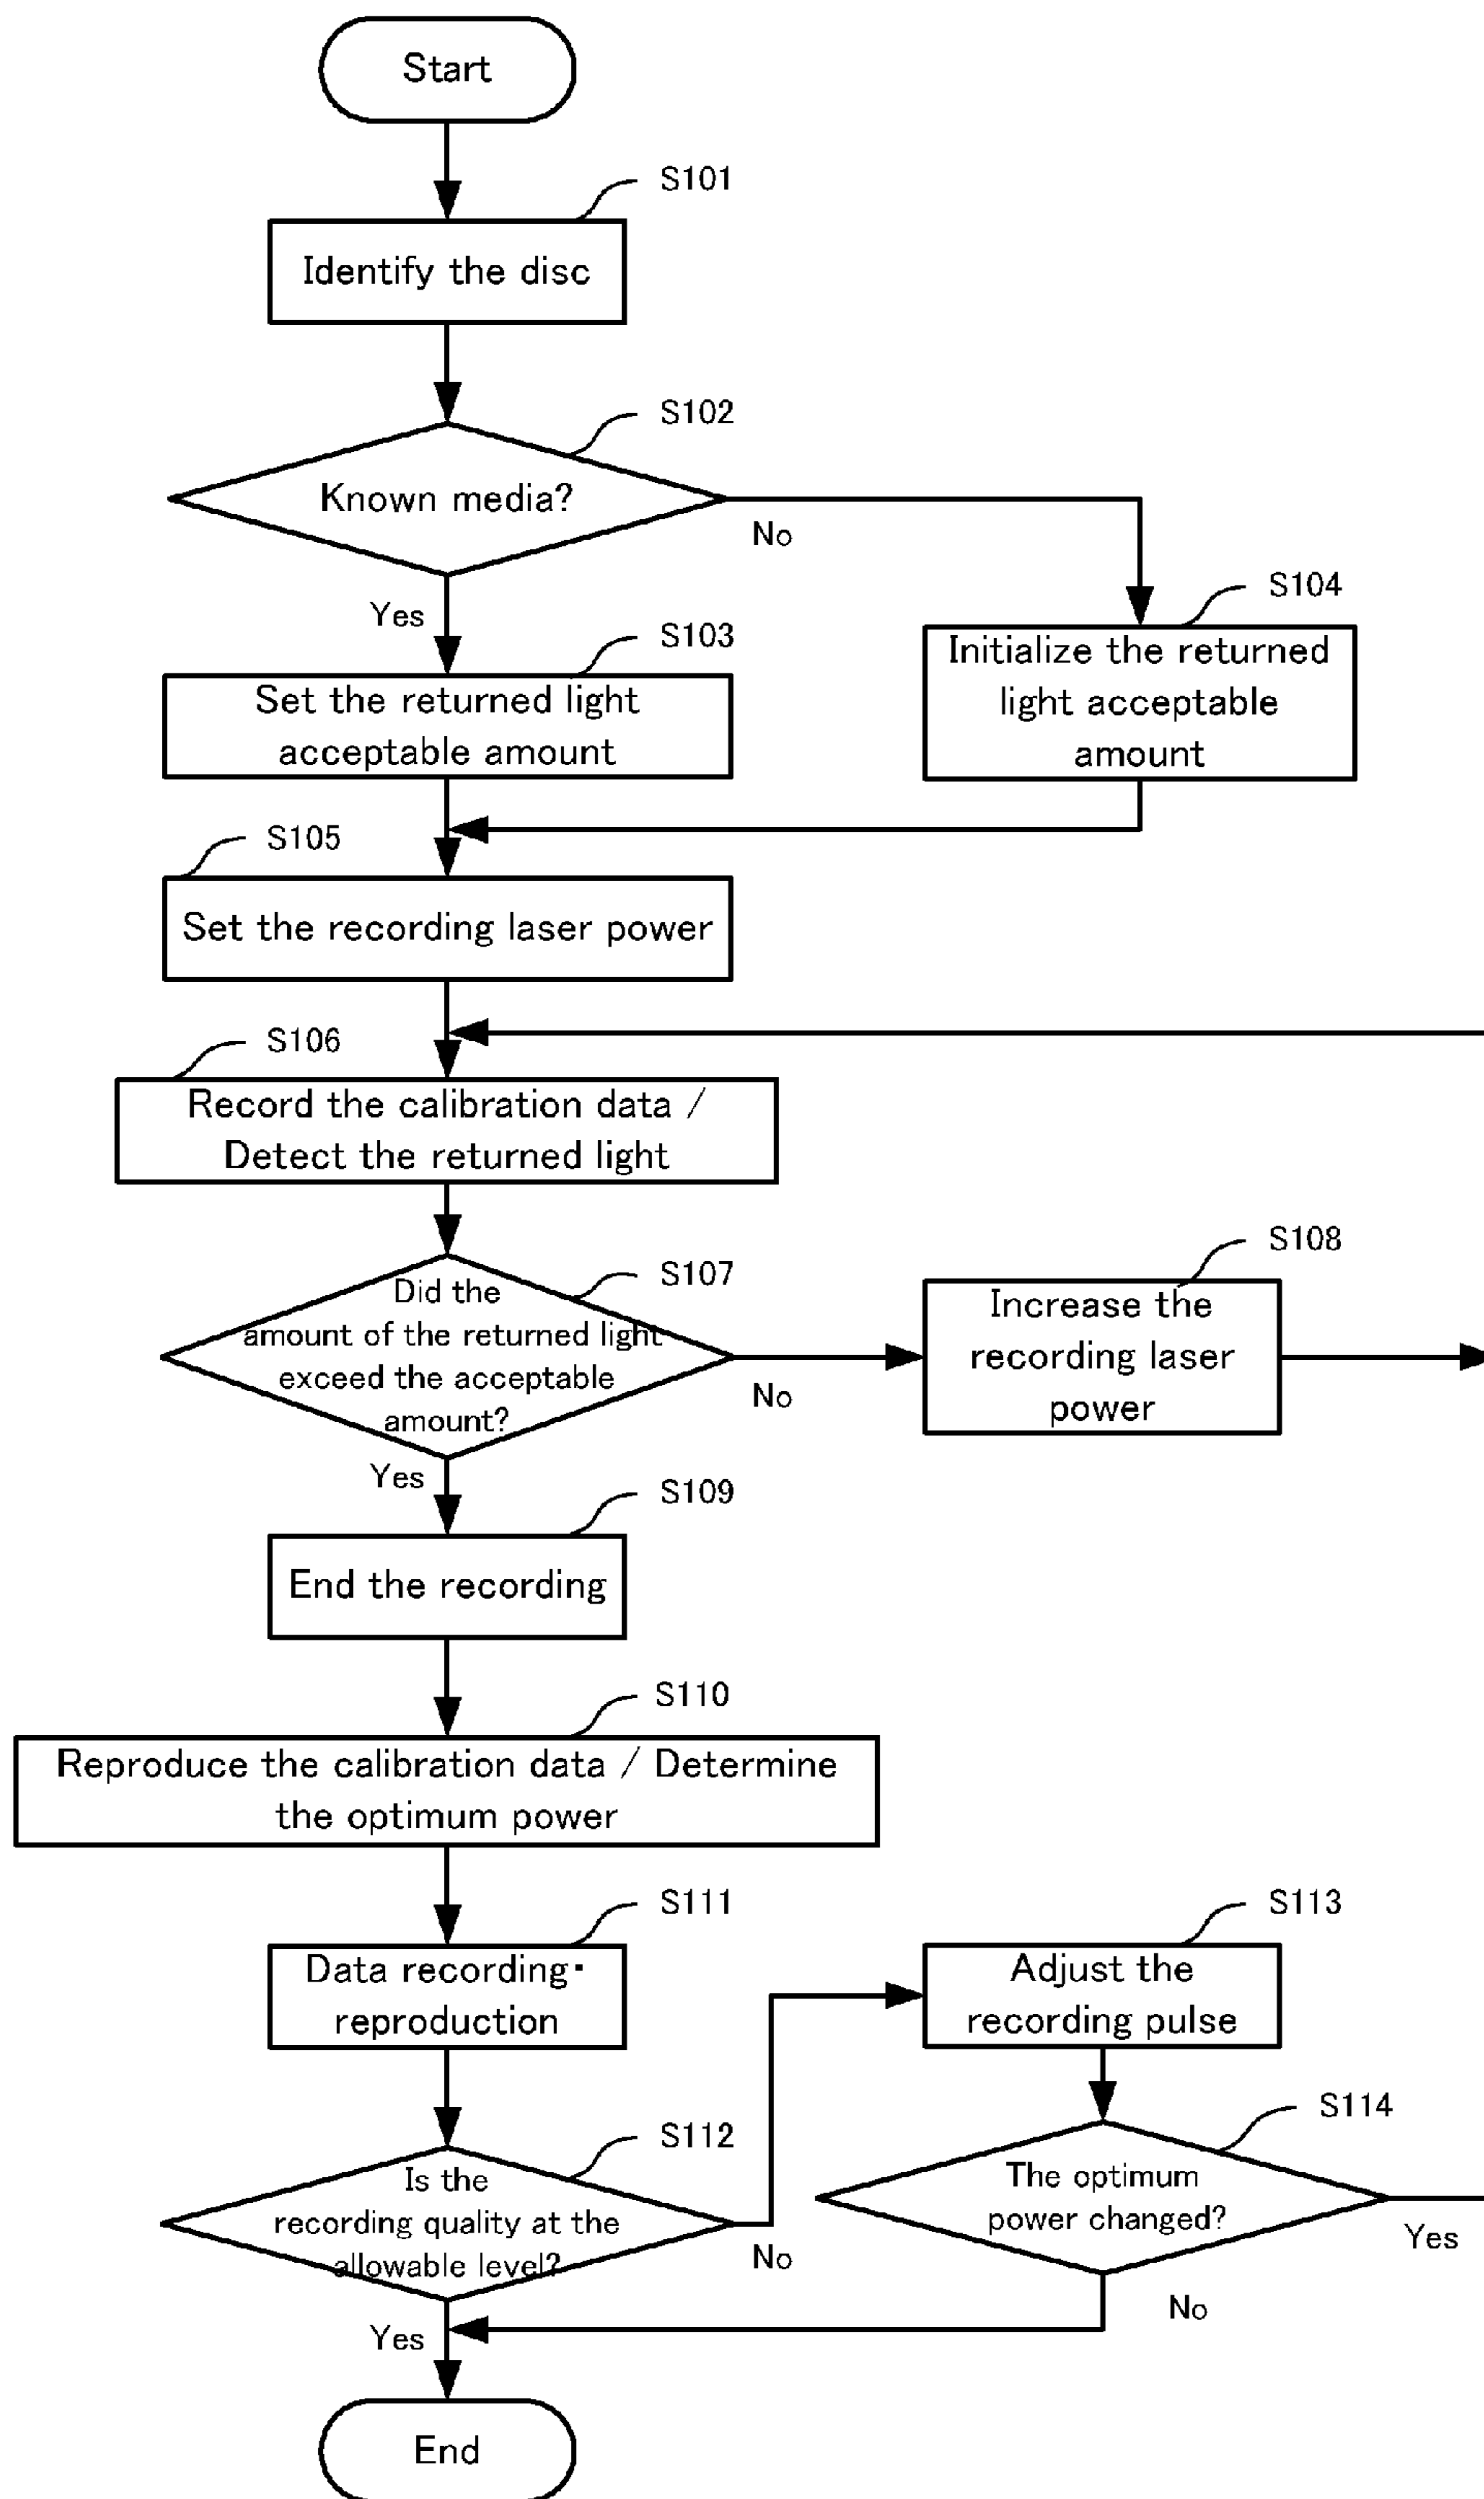 Start
S101
Identify the disc
S102
Known media?
No
Yes
S104
Initialize the returned
light acceptable
amount
S103
Set the returned light
acceptable amount
S105
Set the recording laser power
S106
Record the calibration data /
Detect the returned light
S107
Did the
amount of the returned light
exceed the acceptable
amount?
No
Yes
S108
Increase the
recording laser
power
S109
End the recording
S110
Reproduce the calibration data / Determine
the optimum power
S111
Data recording・
reproduction
S112
Is the
recording quality at the
allowable level?
No
Yes
S113
Adjust the
recording pulse
S114
The optimum
power changed?
Yes
No
End